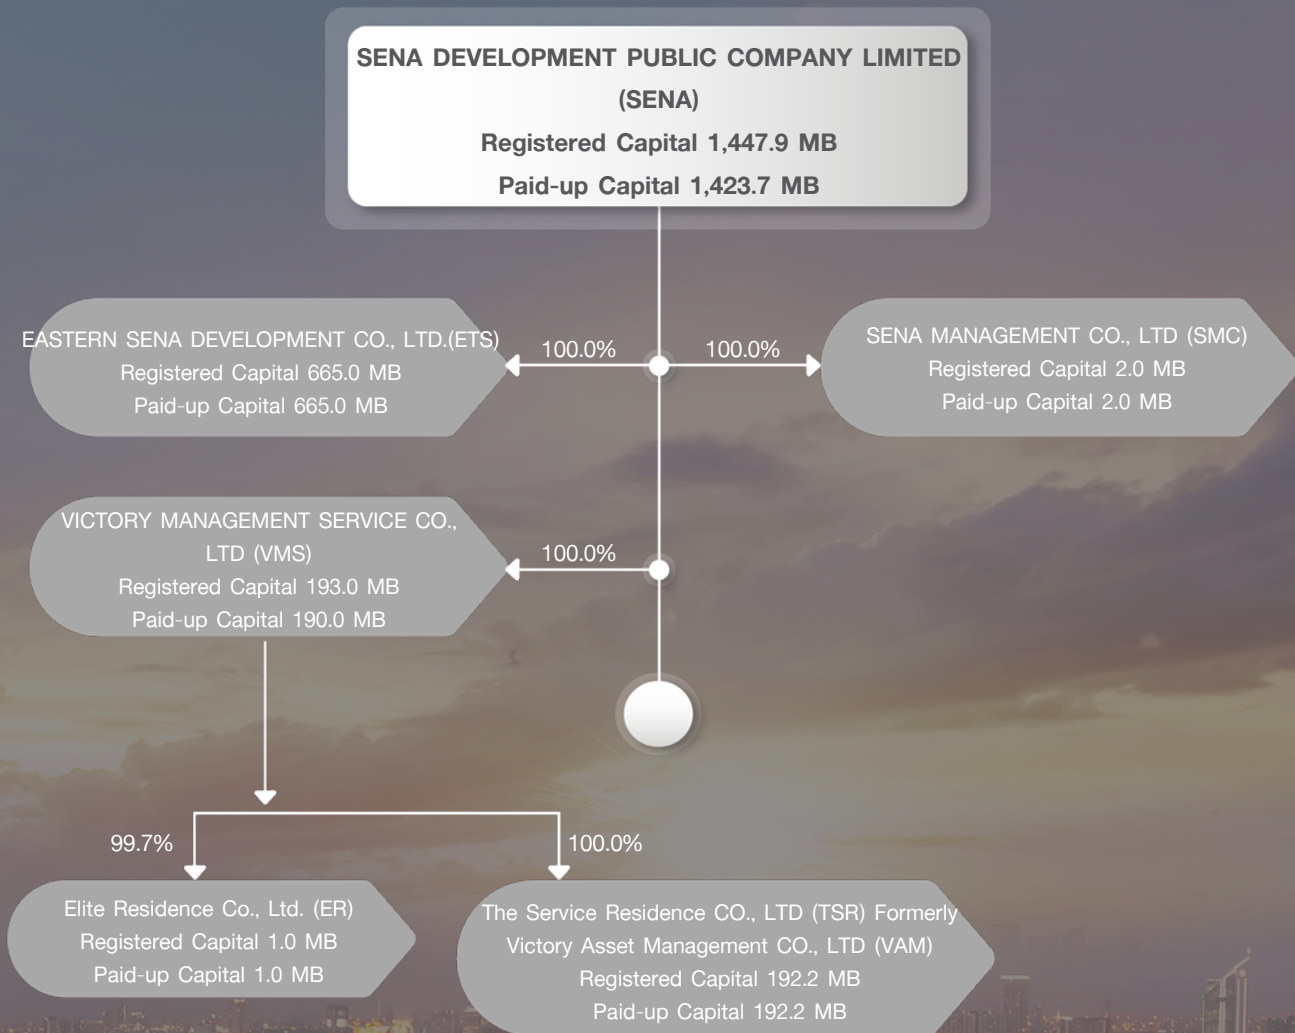 SENA DEVELOPMENT PUBLIC COMPANY LIMITED
(SENA)
Registered Capital 1,447.9 MB
Paid-up Capital 1,423.7 MB
EASTERN SENA DEVELOPMENT CO., LTD.(ETS)
Registered Capital 665.0 MB
Paid-up Capital 665.0 MB
100.0%
100.0%
SENA MANAGEMENT CO., LTD (SMC)
Registered Capital 2.0 MB
Paid-up Capital 2.0 MB
VICTORY MANAGEMENT SERVICE CO.,
LTD (VMS)
Registered Capital 193.0 MB
Paid-up Capital 190.0 MB
100.0%
99.7%
100.0%
Elite Residence Co., Ltd. (ER)
Registered Capital 1.0 MB
Paid-up Capital 1.0 MB
The Service Residence CO., LTD (TSR) Formerly
Victory Asset Management CO., LTD (VAM)
Registered Capital 192.2 MB
Paid-up Capital 192.2 MB